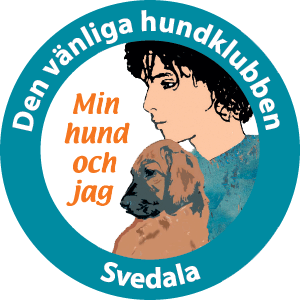 Den vänliga hundklubben
Min
hund
och
jag
Svedala